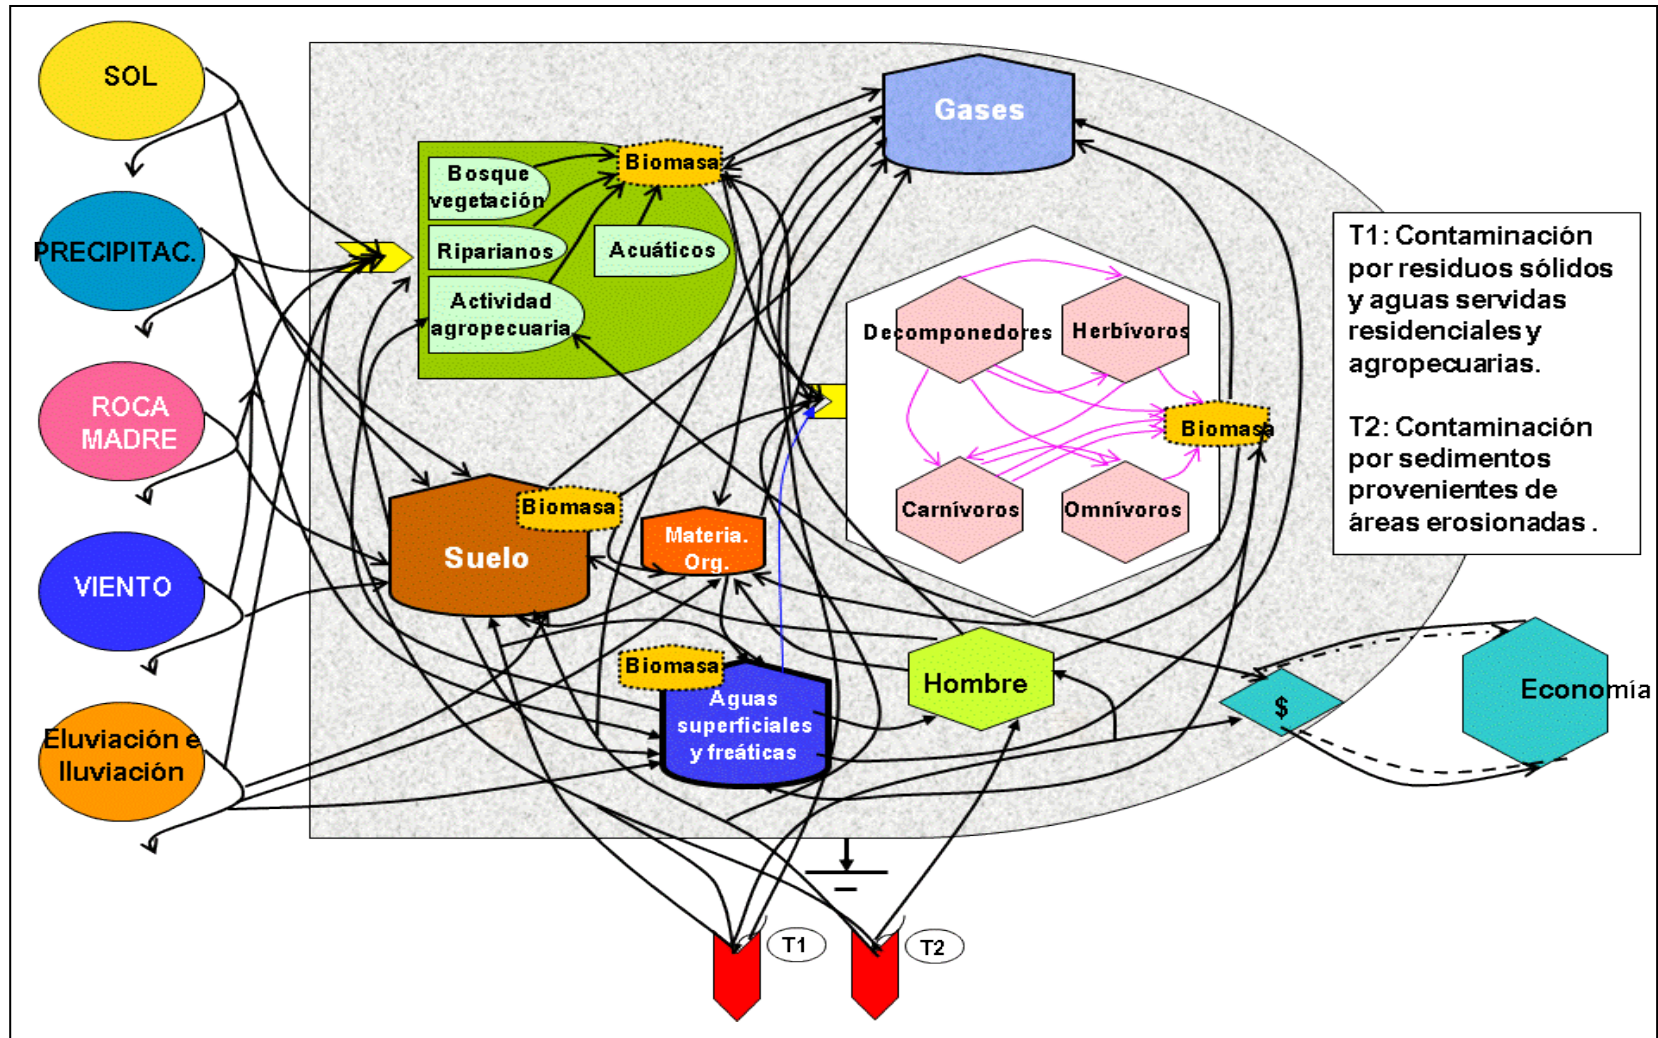 SOL
PRECIPITAC.
ROCA
MADRE
VIENTO
Eluviación e
Iluviación
Bosque
vegetación
Riparianos
Actividad
agropecuaria
Biomasa
Acuáticos
Gases
Decomponedores
Herbívoros
Biomasa
Carnívoros
Omnívoros
Biomasa
Suelo
Materia.
Org.
Biomasa
Aguas
superficiales
y freáticas
Hombre
$
Economía
T1: Contaminación
por residuos sólidos
y aguas servidas
residenciales y
agropecuarias.
T2: Contaminación
por sedimentos
provenientes de
áreas erosionadas .
T1
T2